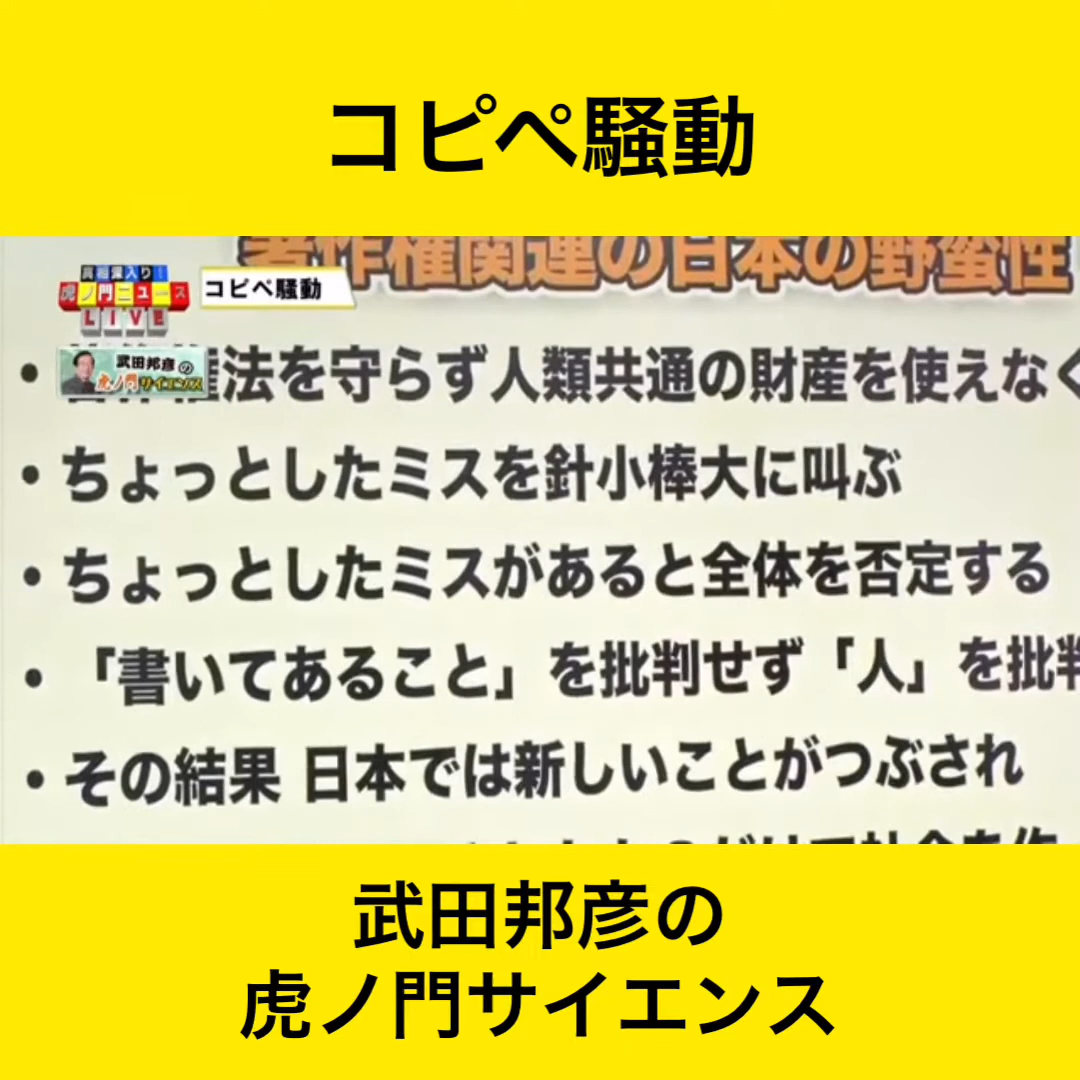 コピペ騒動
著作権関連の日本の野蛮性
真相深入り!
虎ノ門ニュース
LIVE
コピペ騒動
武田邦彦の
虎ノ門サイエンス
権法を守らず人類共通の財産を使えなく
• ちょっとしたミスを針小棒大に叫ぶ
• ちょっとしたミスがあると全体を否定する
• 「書いてあること」を批判せず「人」を批判
• その結果 日本では新しいことがつぶされ
武田邦彦の
虎ノ門サイエンス